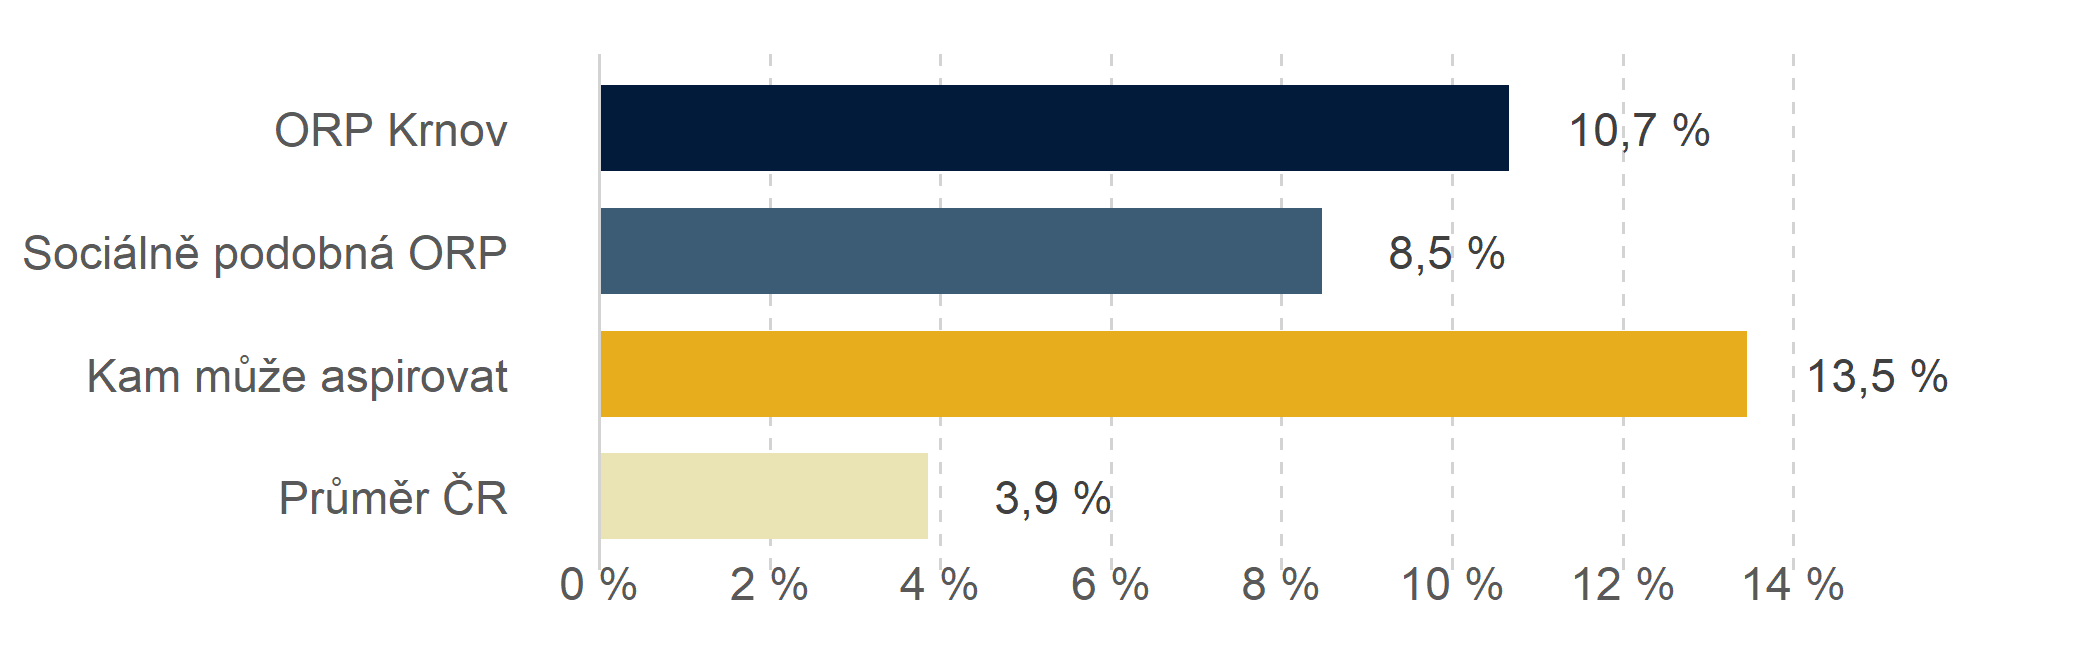 ORP Krnov 10,7 %
Sociálně podobná ORP 8,5 %
Kam může aspirovat 13,5 %
Průměr ČR 3,9 %
0 % 2 % 4 % 6 % 8 % 10 % 12 % 14 %